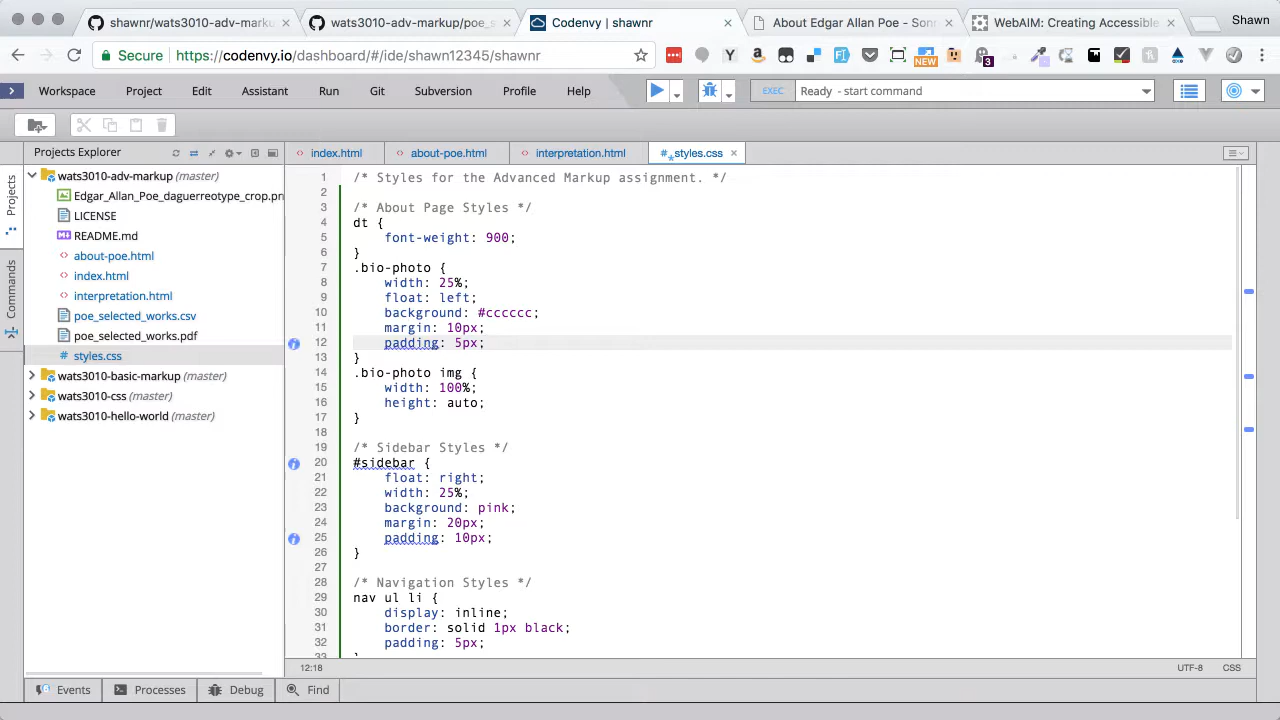 shawnr/wats3010-adv-marku
wats3010-adv-markup/poe_s
Codenvy | shawnr
About Edgar Allan Poe - Sonn
WebAIM: Creating Accessible
Shawn
Secure
https://codenvy.io/dashboard/#/ide/shawn12345/shawnr
Y
a
NEW
3
Workspace
Project
Edit
Assistant
Run
Git
Subversion
Profile
Help
EXEC
Ready - start command
Projects Explorer
index.html
about-poe.html
interpretation.html
styles.css
Projects
Commands
wats3010-adv-markup (master)
Edgar_Allan_Poe_daguerreotype_crop.pn
LICENSE
README.md
about-poe.html
index.html
interpretation.html
poe_selected_works.csv
poe_selected_works.pdf
# styles.css
wats3010-basic-markup (master)
wats3010-css (master)
wats3010-hello-world (master)
1 /* Styles for the Advanced Markup assignment. */
2
3 /* About Page Styles */
4 dt {
5 font-weight: 900;
6 }
7 .bio-photo {
8 width: 25%;
9 float: left;
10 background: #cccccc;
11 margin: 10px;
12 padding: 5px;
13 }
14 .bio-photo img {
15 width: 100%;
16 height: auto;
17 }
18
19 /* Sidebar Styles */
20 #sidebar {
21 float: right;
22 width: 25%;
23 background: pink;
24 margin: 20px;
25 padding: 10px;
26 }
27
28 /* Navigation Styles */
29 nav ul li {
30 display: inline;
31 border: solid 1px black;
32 padding: 5px;
33 }
12:18
UTF-8
CSS
Events
Processes
Debug
Find